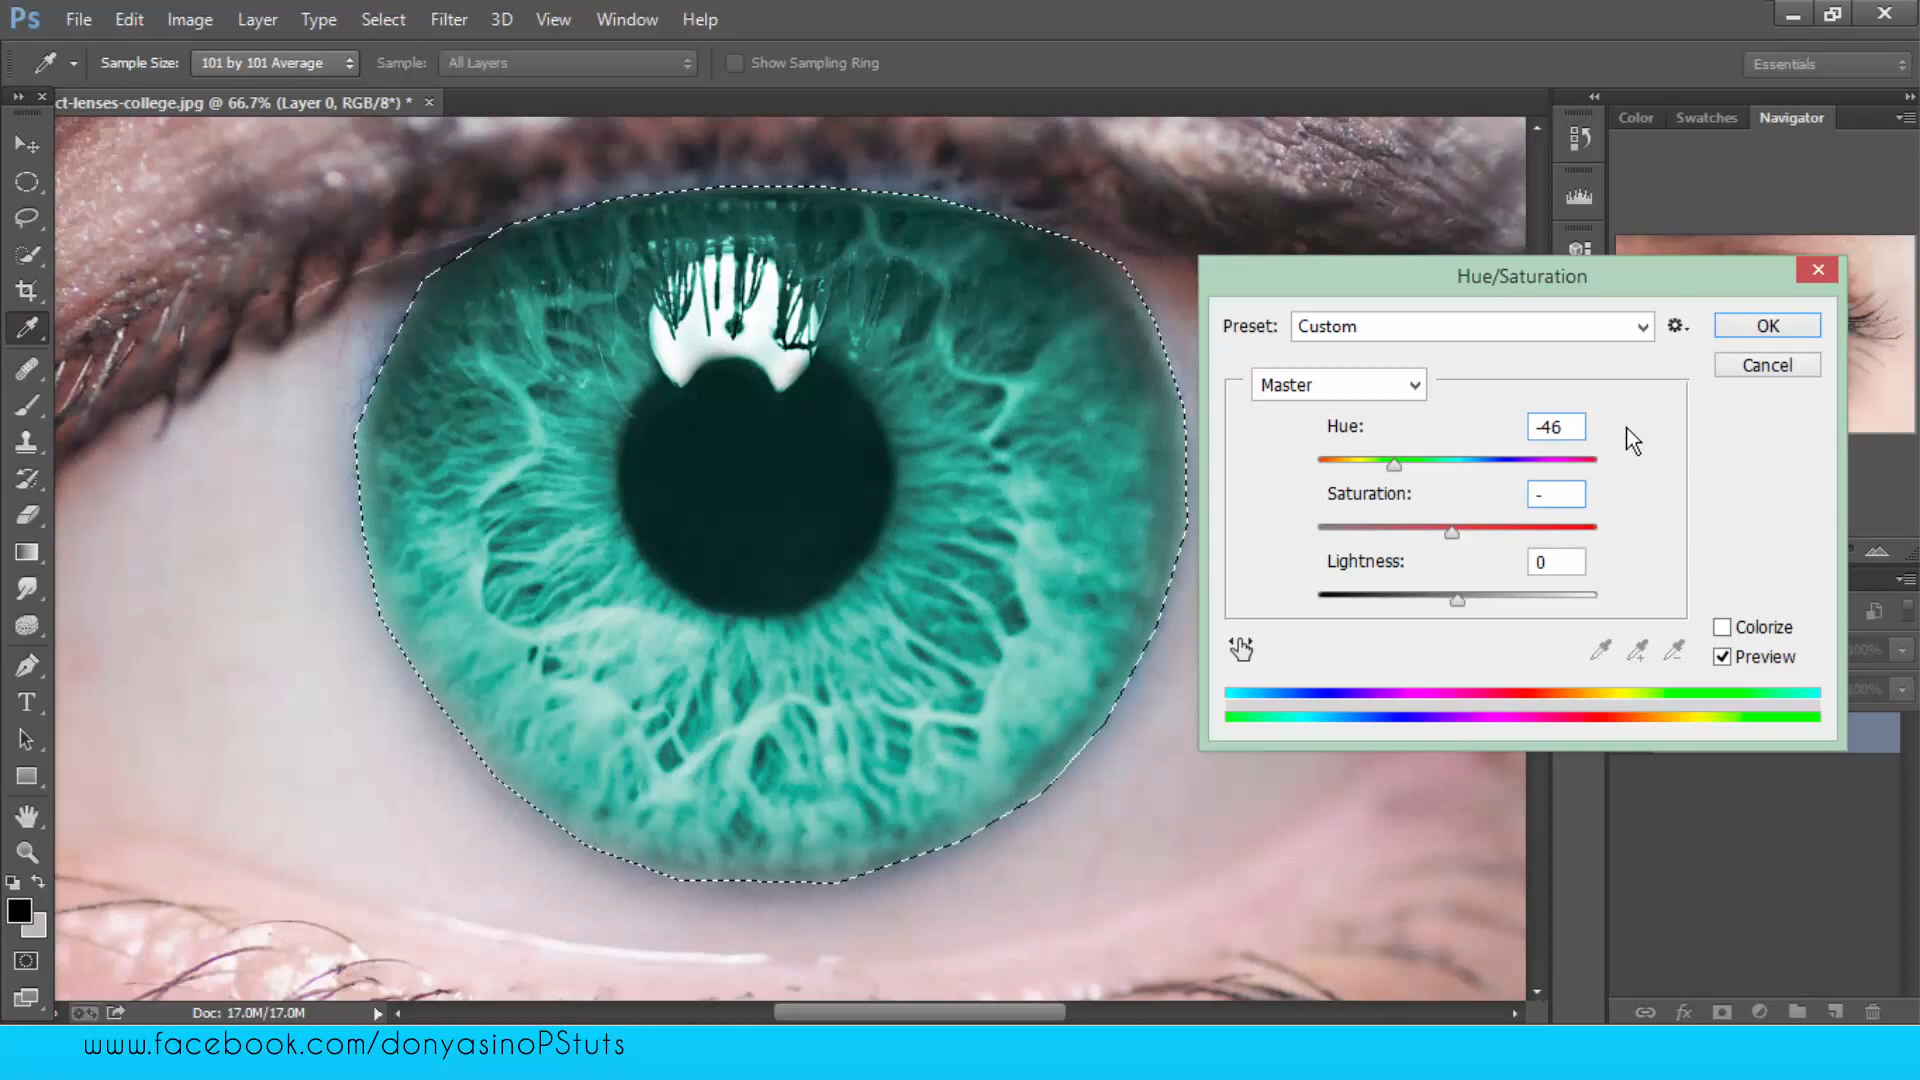 Ps File Edit Image Layer Type Select Filter 3D View Window Help
Sample Size: 101 by 101 Average Sample: All Layers Show Sampling Ring Essentials
ct-lenses-college.jpg @ 66.7% (Layer 0, RGB/8*) *
Color Swatches Navigator
Hue/Saturation
Preset: Custom OK
Cancel
Master
Hue: -46
Saturation: -
Lightness: 0
Colorize
Preview
100%
100%
T
Doc: 17.0M/17.0M
fx
www.facebook.com/donyasinoPStuts